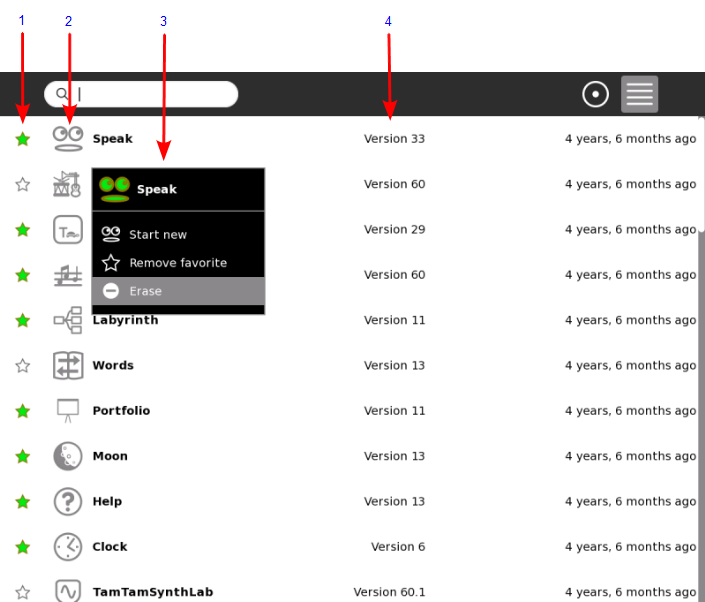 1 2 3 4
Speak Version 33 4 years, 6 months ago
Version 60 4 years, 6 months ago
Speak
Version 29 4 years, 6 months ago
Start new
Remove favorite
Version 60 4 years, 6 months ago
Erase
Labyrinth Version 11 4 years, 6 months ago
Words Version 13 4 years, 6 months ago
Portfolio Version 11 4 years, 6 months ago
Moon Version 13 4 years, 6 months ago
Help Version 13 4 years, 6 months ago
Clock Version 6 4 years, 6 months ago
TamTamSynthLab Version 60.1 4 years, 6 months ago